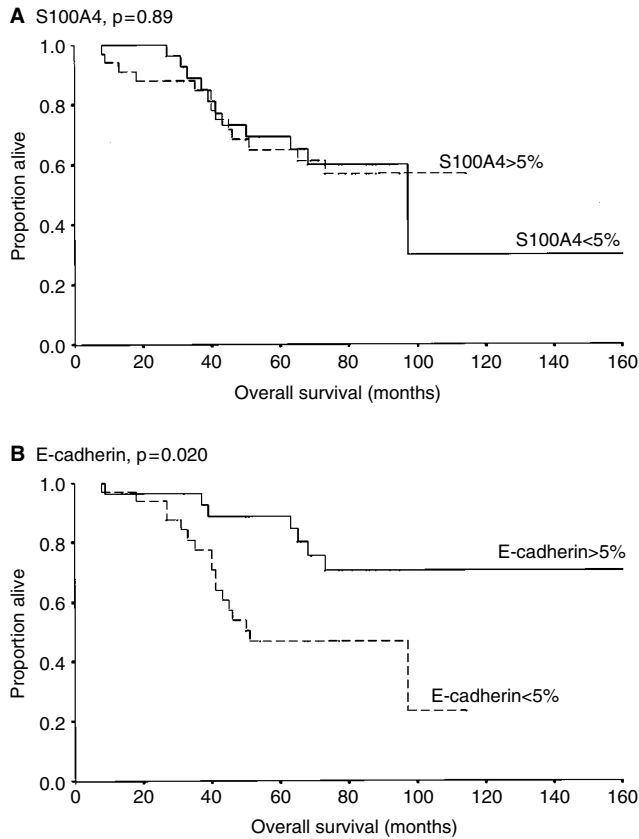 A S100A4, p=0.89
1.0
0.8
0.6
0.4
0.2
0.0
Proportion alive
S100A4>5%
S100A4<5%
0 20 40 60 80 100 120 140 160
Overall survival (months)
B E-cadherin, p=0.020
1.0
0.8
0.6
0.4
0.2
0.0
Proportion alive
E-cadherin>5%
E-cadherin<5%
0 20 40 60 80 100 120 140 160
Overall survival (months)